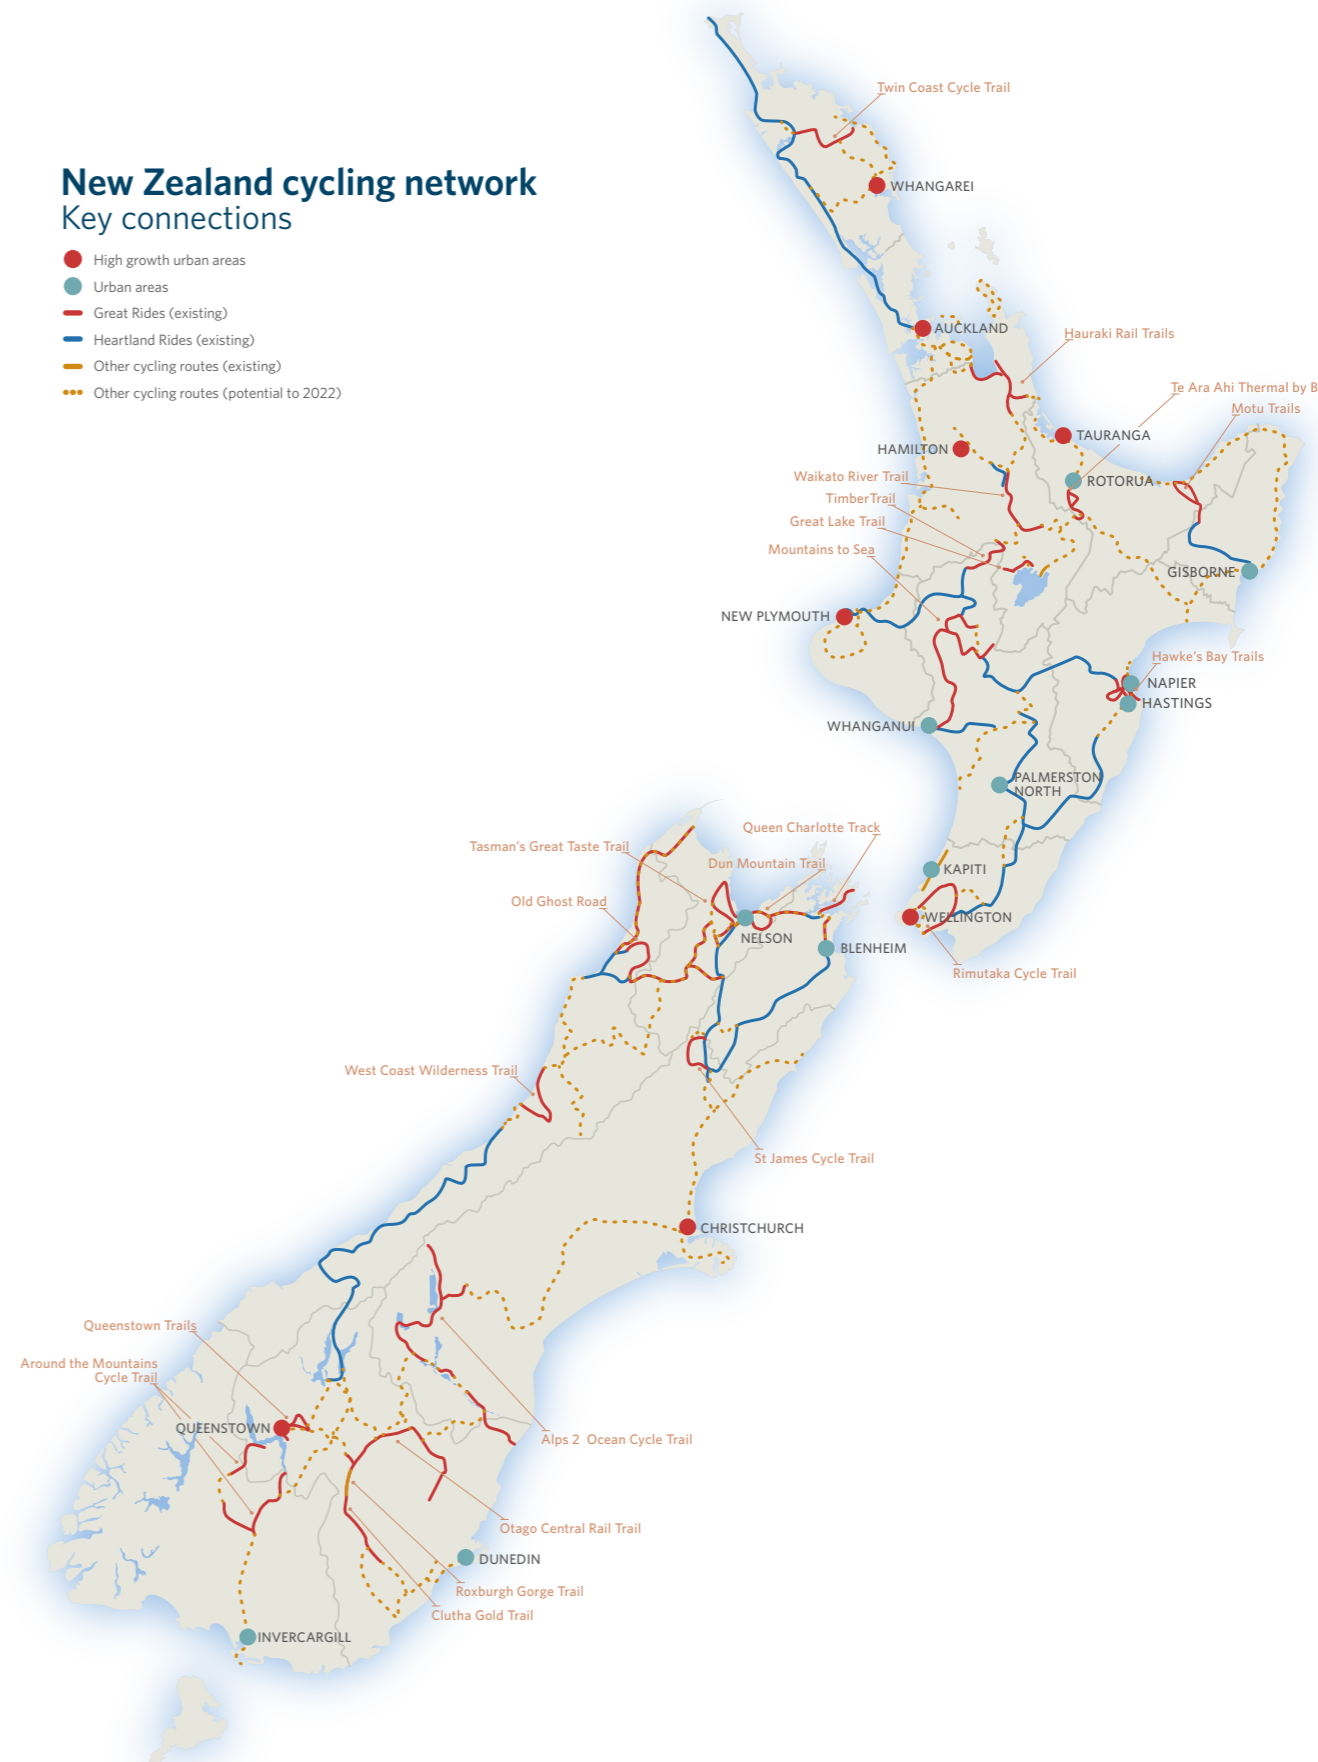 New Zealand cycling network
Key connections
High growth urban areas
Urban areas
Great Rides (existing)
Heartland Rides (existing)
Other cycling routes (existing)
Other cycling routes (potential to 2022)
Twin Coast Cycle Trail
WHANGAREI
AUCKLAND
Hauraki Rail Trails
Te Ara Ahi Thermal by B
Motu Trails
TAURANGA
HAMILTON
Waikato River Trail
ROTORUA
TimberTrail
Great Lake Trail
Mountains to Sea
GISBORNE
NEW PLYMOUTH
Hawke's Bay Trails
NAPIER
HASTINGS
WHANGANUI
PALMERSTON
NORTH
Queen Charlotte Track
Tasman's Great Taste Trail
Dun Mountain Trail
KAPITI
Old Ghost Road
WELLINGTON
NELSON
BLENHEIM
Rimutaka Cycle Trail
West Coast Wilderness Trail
St James Cycle Trail
CHRISTCHURCH
Queenstown Trails
Around the Mountains
Cycle Trail
QUEENSTOWN
Alps 2 Ocean Cycle Trail
Otago Central Rail Trail
DUNEDIN
Roxburgh Gorge Trail
Clutha Gold Trail
INVERCARGILL